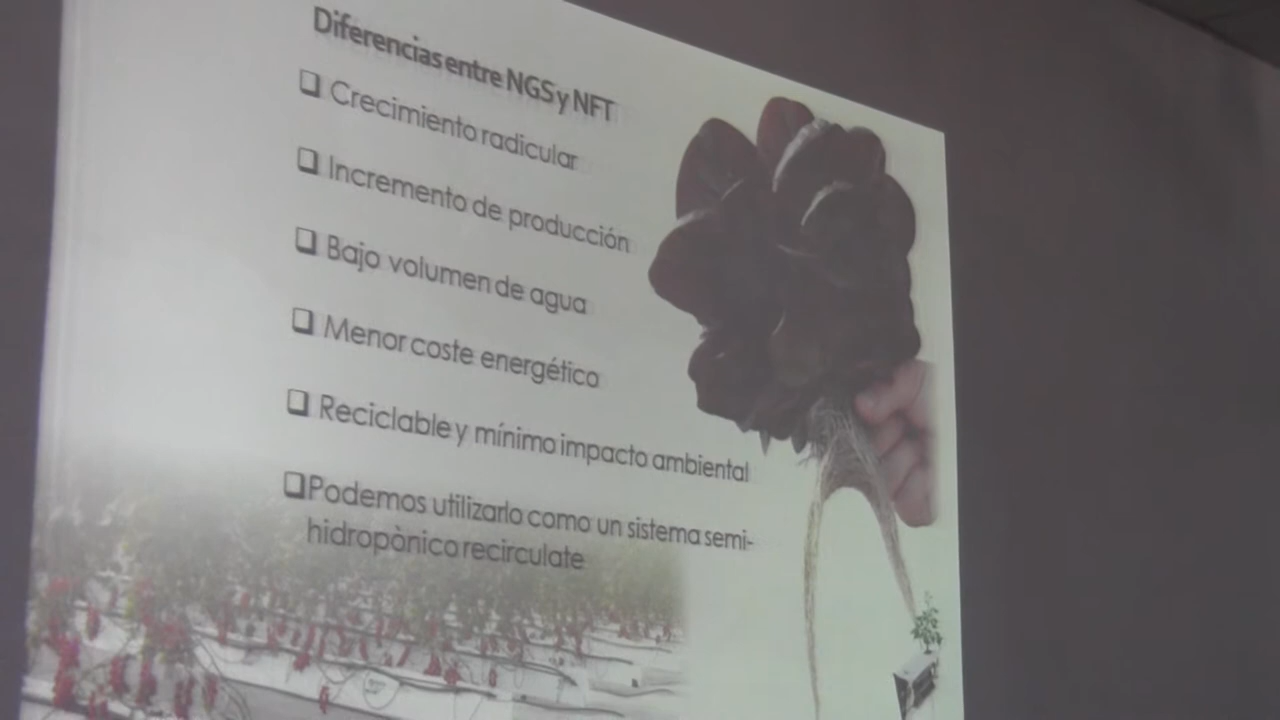 Diferencias entre NGS y NFT
❑ Crecimiento radicular
❑ Incremento de producción
❑ Bajo volumen de agua
❑ Menor coste energético
❑ Reciclable y mínimo impacto ambiental
❑ Podemos utilizarlo como un sistema semi-
hidropònico recirculate